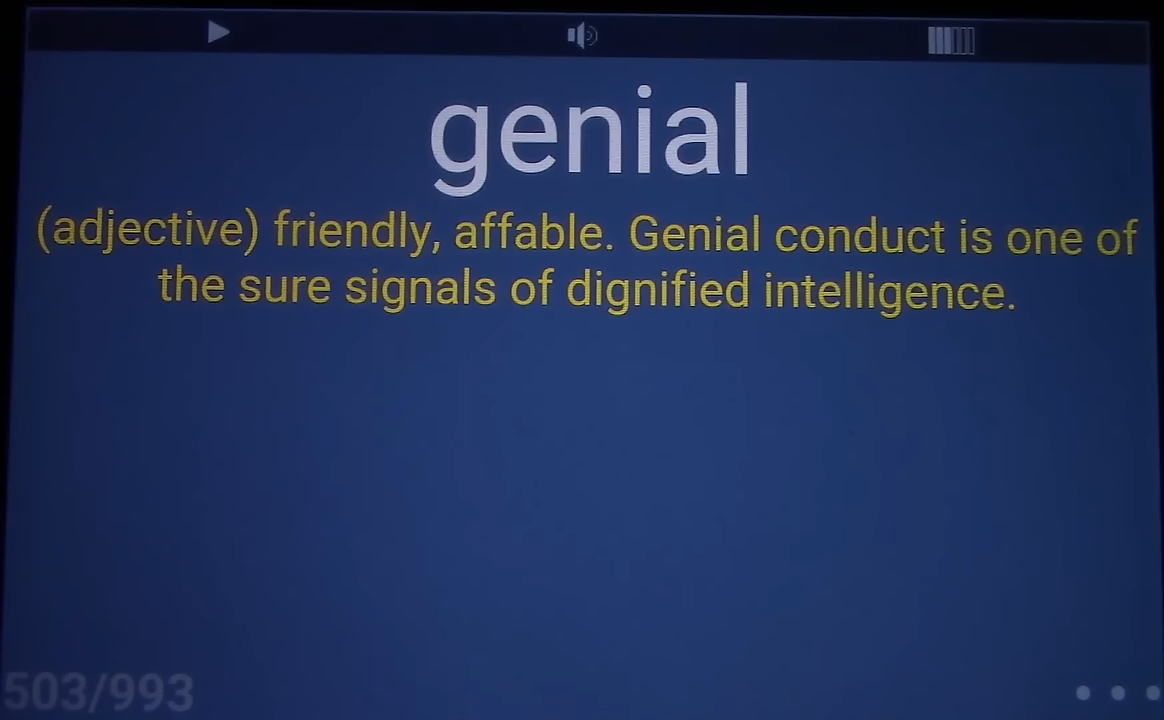 genial
(adjective) friendly, affable. Genial conduct is one of
the sure signals of dignified intelligence.
503/993